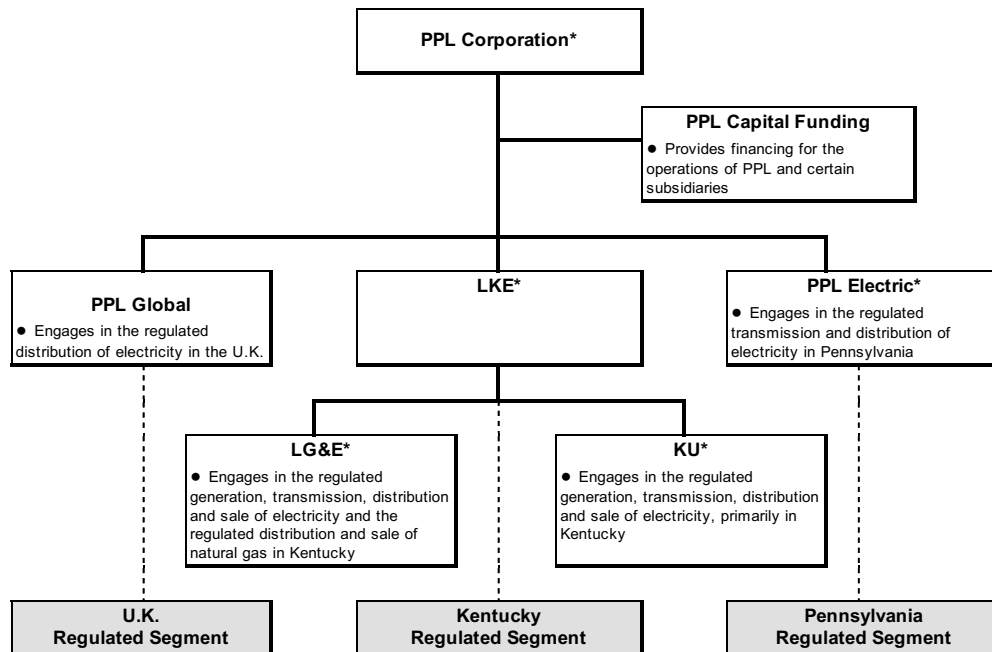 PPL Corporation*
PPL Capital Funding
● Provides financing for the
operations of PPL and certain
subsidiaries
PPL Global
● Engages in the regulated
distribution of electricity in the U.K.
LKE*
PPL Electric*
● Engages in the regulated
transmission and distribution of
electricity in Pennsylvania
LG&E*
● Engages in the regulated
generation, transmission, distribution
and sale of electricity and the
regulated distribution and sale of
natural gas in Kentucky
KU*
● Engages in the regulated
generation, transmission, distribution
and sale of electricity, primarily in
Kentucky
U.K.
Regulated Segment
Kentucky
Regulated Segment
Pennsylvania
Regulated Segment